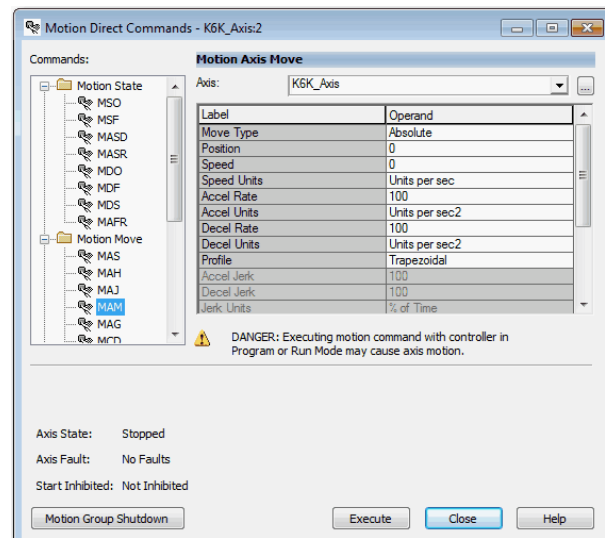 Motion Direct Commands - K6K_Axis:2
Commands:
Motion State
MSO
MSF
MASD
MASR
MDO
MDF
MDS
MAFR
Motion Move
MAS
MAH
MAJ
MAM
MAG
MCD
Motion Axis Move
Axis: K6K_Axis ...
Label Operand
Move Type Absolute
Position 0
Speed 0
Speed Units Units per sec
Accel Rate 100
Accel Units Units per sec2
Decel Rate 100
Decel Units Units per sec2
Profile Trapezoidal
Accel Jerk 100
Decel Jerk 100
Jerk Units % of Time
DANGER: Executing motion command with controller in
Program or Run Mode may cause axis motion.
Axis State: Stopped
Axis Fault: No Faults
Start Inhibited: Not Inhibited
Motion Group Shutdown Execute Close Help